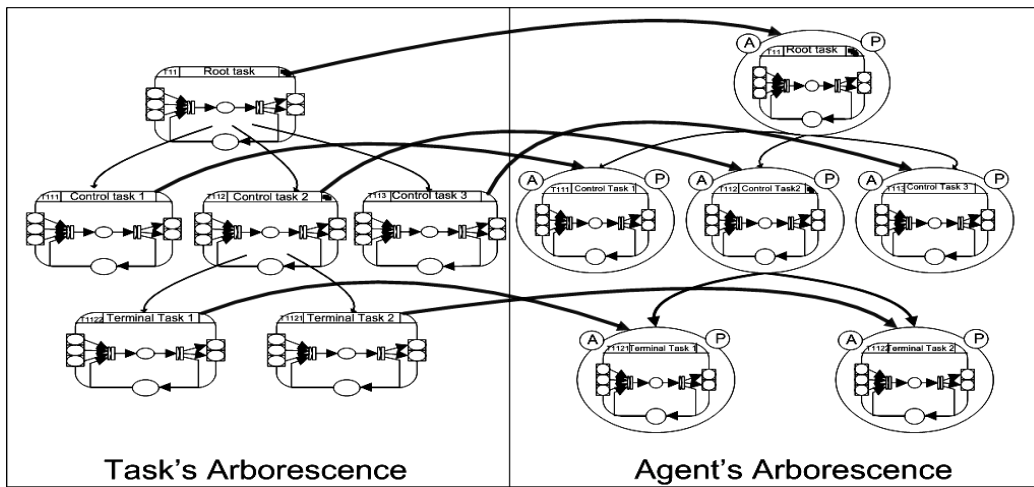 T11 Root task
T111 Control task 1
T112 Control task 2
T113 Control task 3
T1122 Terminal Task 1
T1121 Terminal Task 2
Task's Arborescence
A P
T11 Root task
A P
T111 Control Task 1
A P
T112 Control Task2
A P
T113 Control Task 3
A P
T1121 Terminal Task 1
A P
T1122 Terminal Task 2
Agent's Arborescence